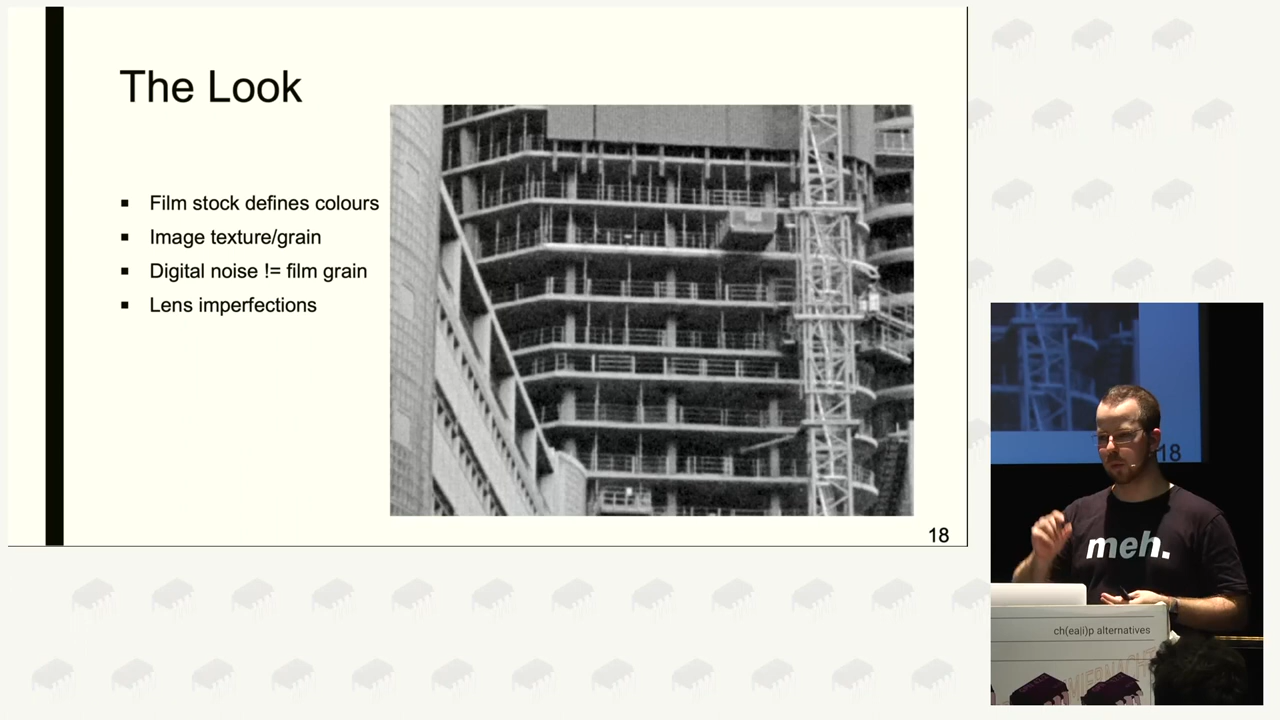 The Look
Film stock defines colours
Image texture/grain
Digital noise != film grain
Lens imperfections
18
18
meh.
ch(ea|i)p alternatives